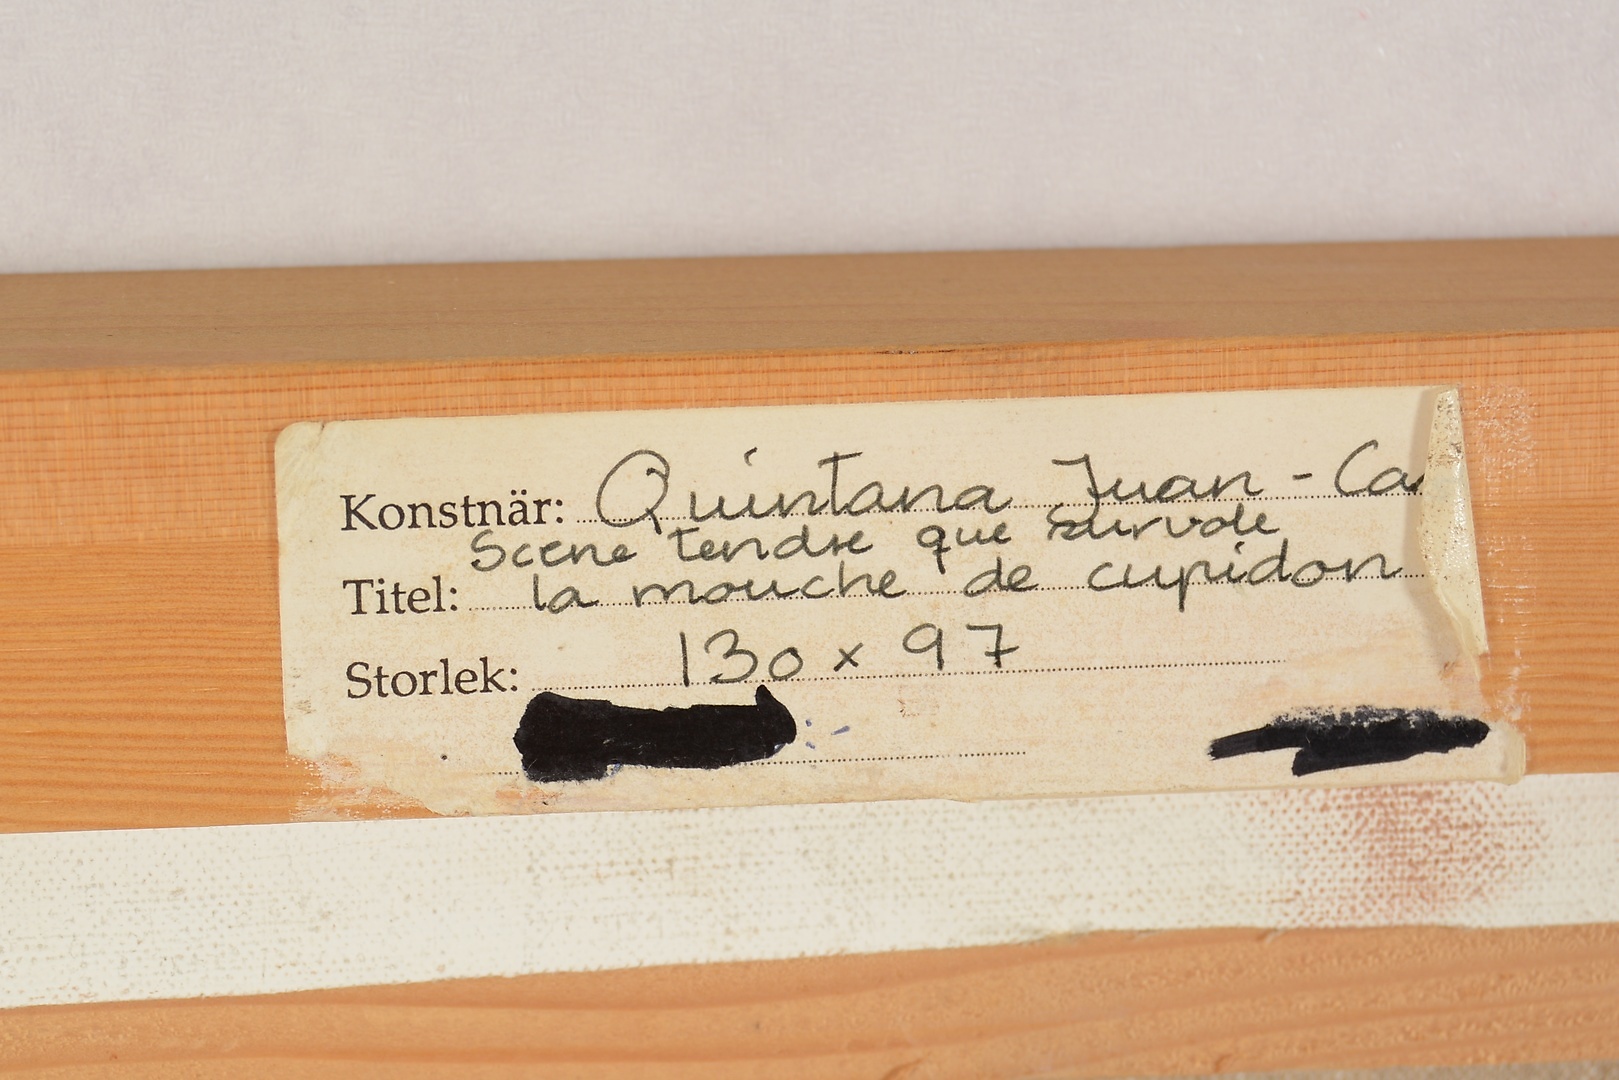 Konstnär: Quintana Juan-Ca
Scene tendre que survole
Titel: la mouche de cupidon
Storlek: 130 x 97